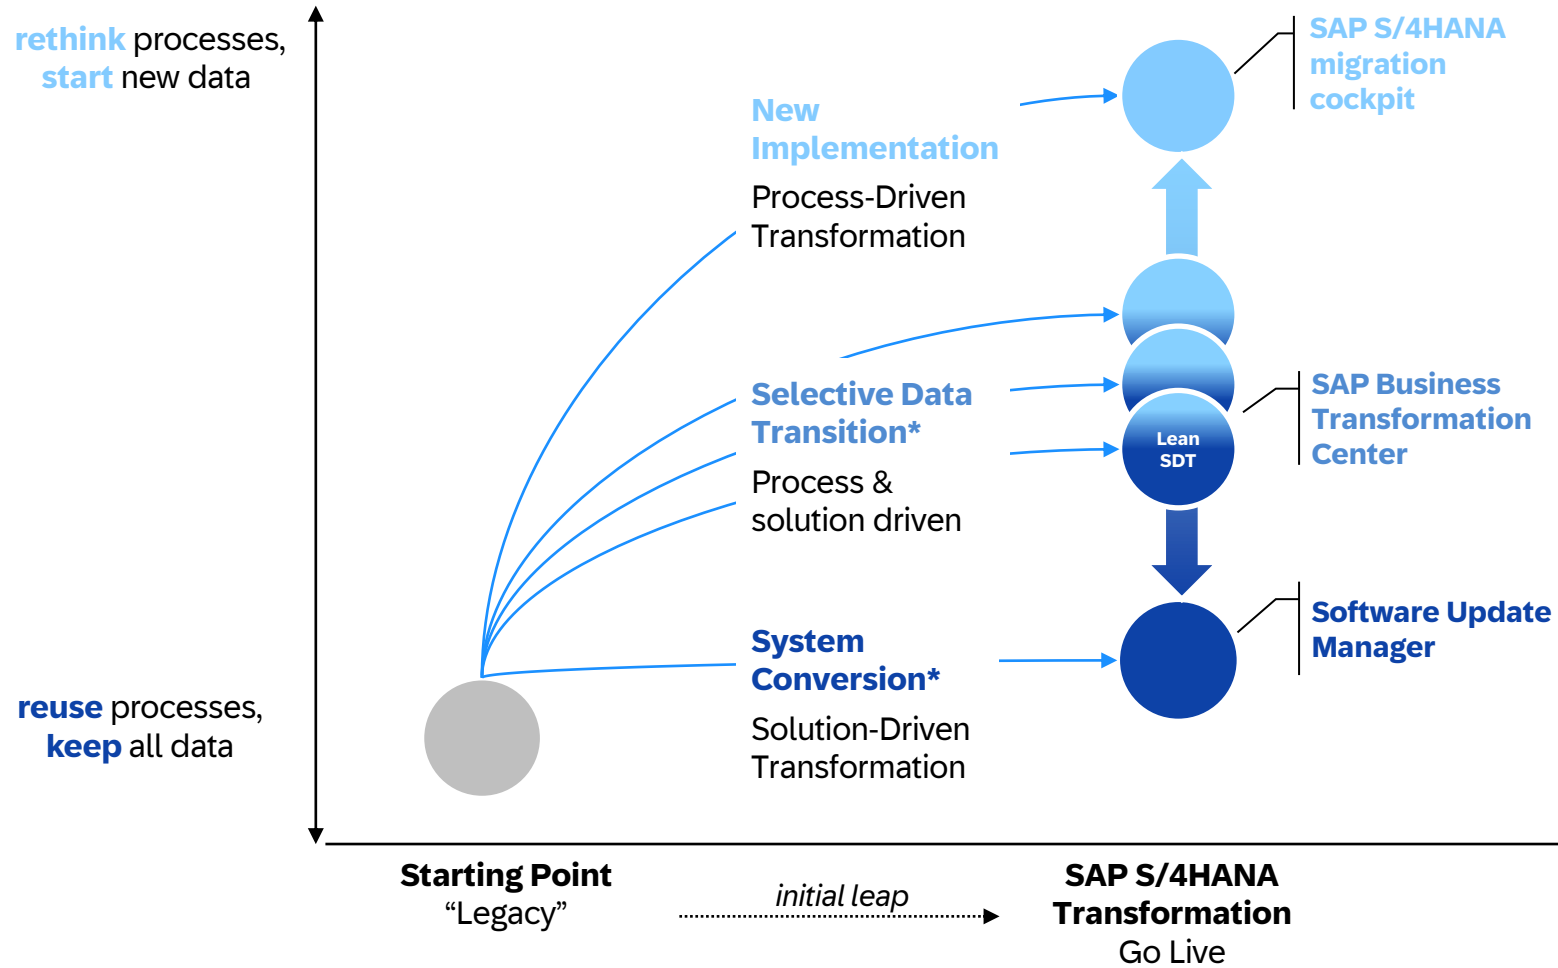 rethink processes,
start new data
SAP S/4HANA
migration
cockpit
New
Implementation
Process-Driven
Transformation
Selective Data
Transition*
Process &
solution driven
Lean
SDT
SAP Business
Transformation
Center
System
Conversion*
Solution-Driven
Transformation
Software Update
Manager
reuse processes,
keep all data
Starting Point
“Legacy”
initial leap
SAP S/4HANA
Transformation
Go Live